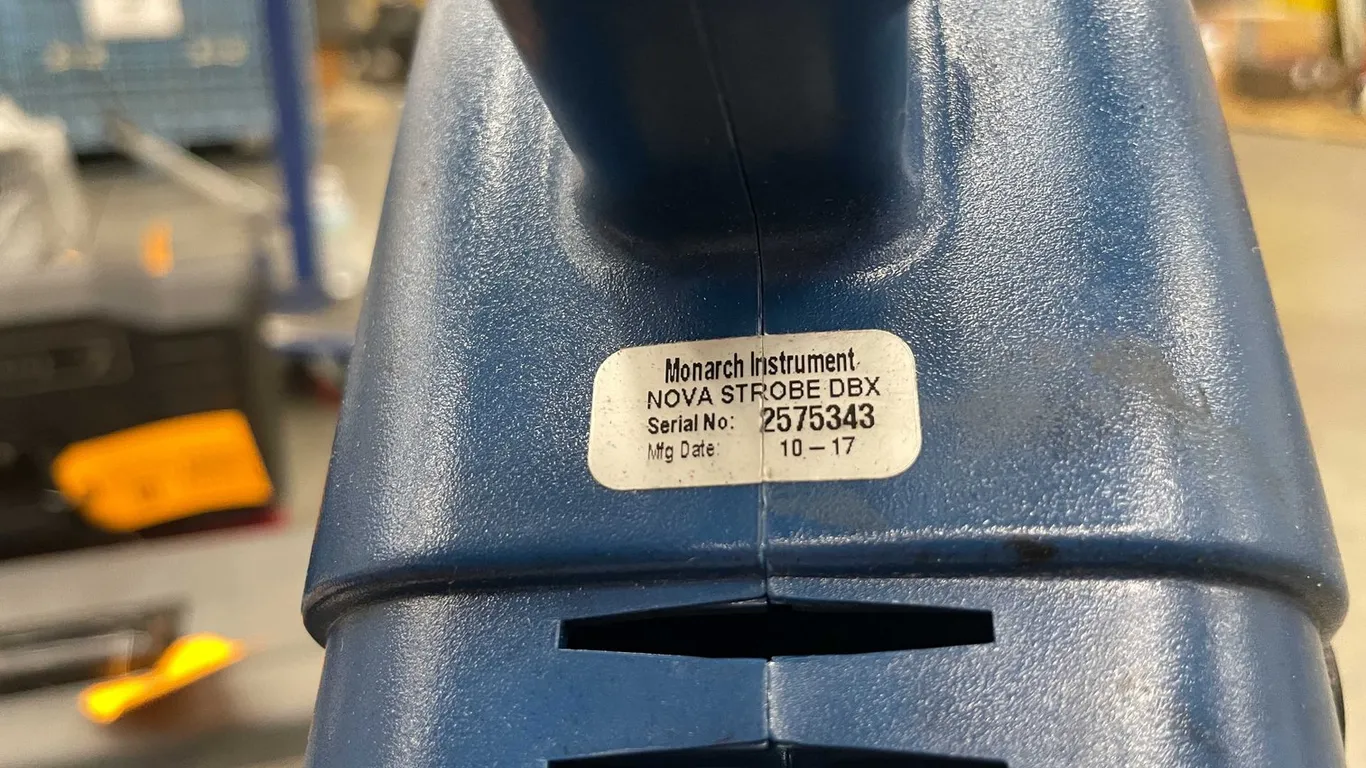 Monarch Instrument
NOVA STROBE DBX
Serial No: 2575343
Mfg Date: 10-17